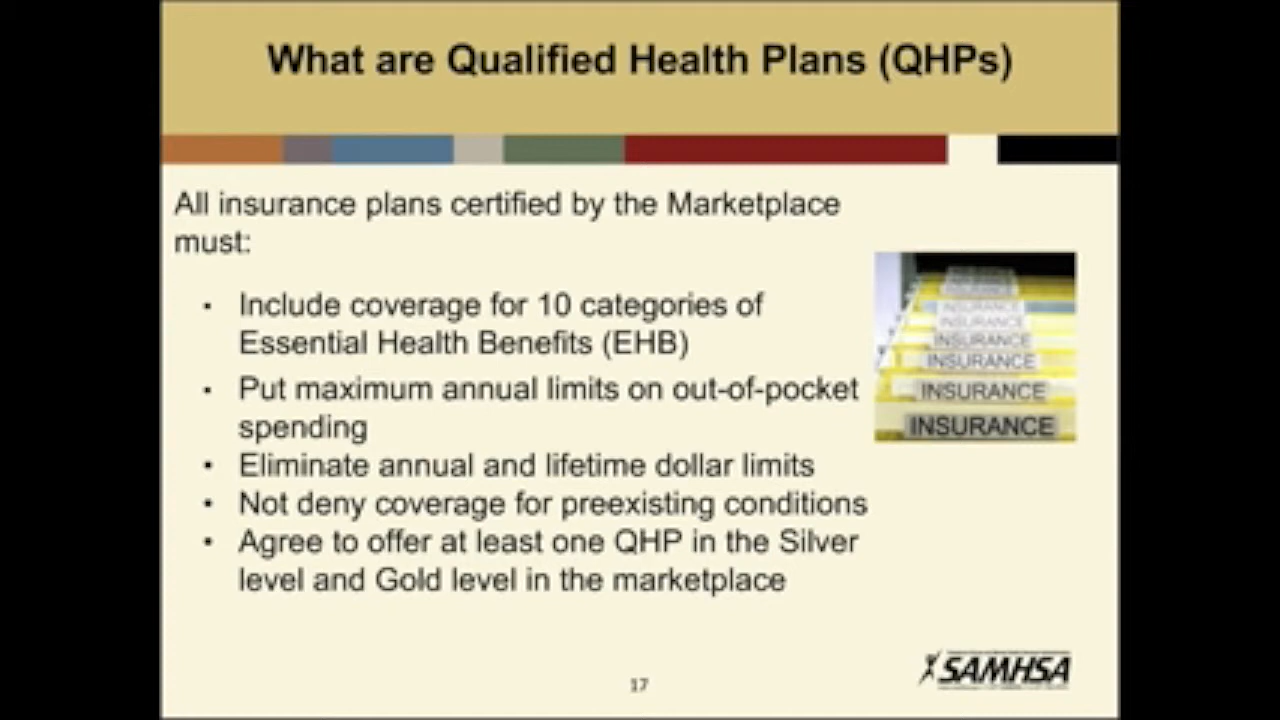 What are Qualified Health Plans (QHPs)
All insurance plans certified by the Marketplace
must:
• Include coverage for 10 categories of
Essential Health Benefits (EHB)
• Put maximum annual limits on out-of-pocket
spending
• Eliminate annual and lifetime dollar limits
• Not deny coverage for preexisting conditions
• Agree to offer at least one QHP in the Silver
level and Gold level in the marketplace
INSURANCE
INSURANCE
INSURANCE
INSURANCE
INSURANCE
INSURANCE
SAMHSA
17